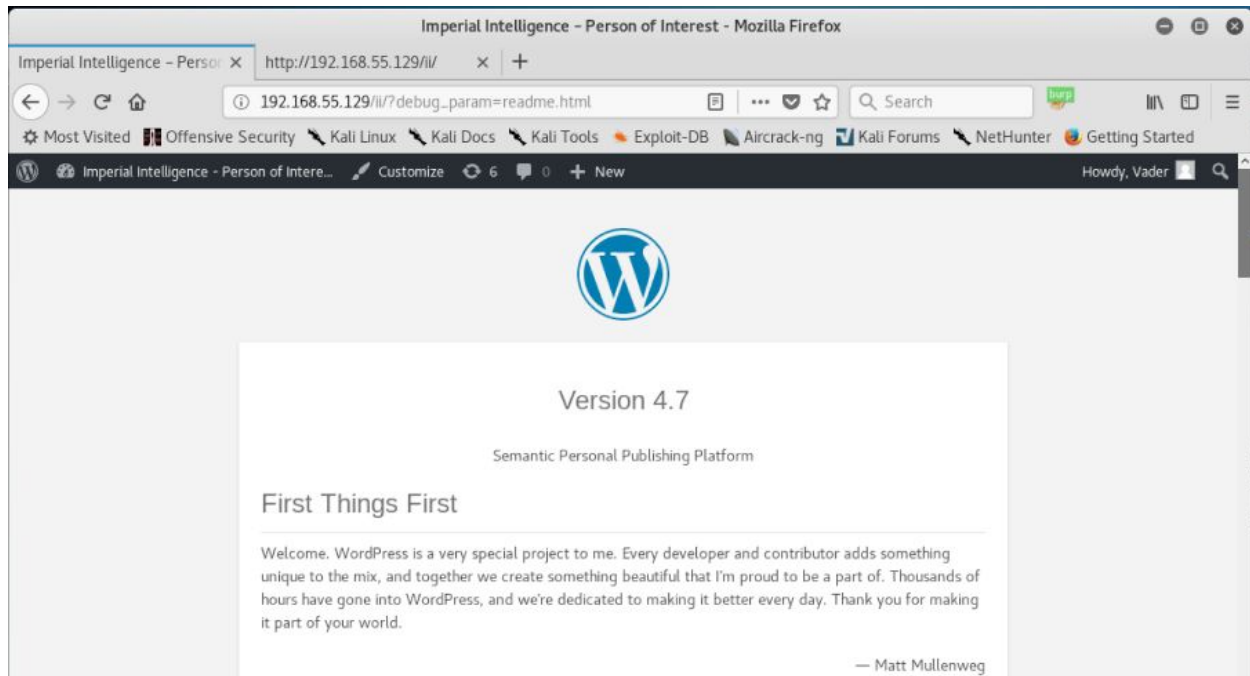 Imperial Intelligence – Person of Interest - Mozilla Firefox
Imperial Intelligence – Person
http://192.168.55.129/ii/
192.168.55.129/ii/?debug_param=readme.html
Search
burp
Most Visited Offensive Security Kali Linux Kali Docs Kali Tools Exploit-DB Aircrack-ng Kali Forums NetHunter Getting Started
Imperial Intelligence - Person of Intere... Customize 6 0 + New Howdy, Vader
Version 4.7
Semantic Personal Publishing Platform
First Things First
Welcome. WordPress is a very special project to me. Every developer and contributor adds something
unique to the mix, and together we create something beautiful that I'm proud to be a part of. Thousands of
hours have gone into WordPress, and we're dedicated to making it better every day. Thank you for making
it part of your world.
— Matt Mullenweg